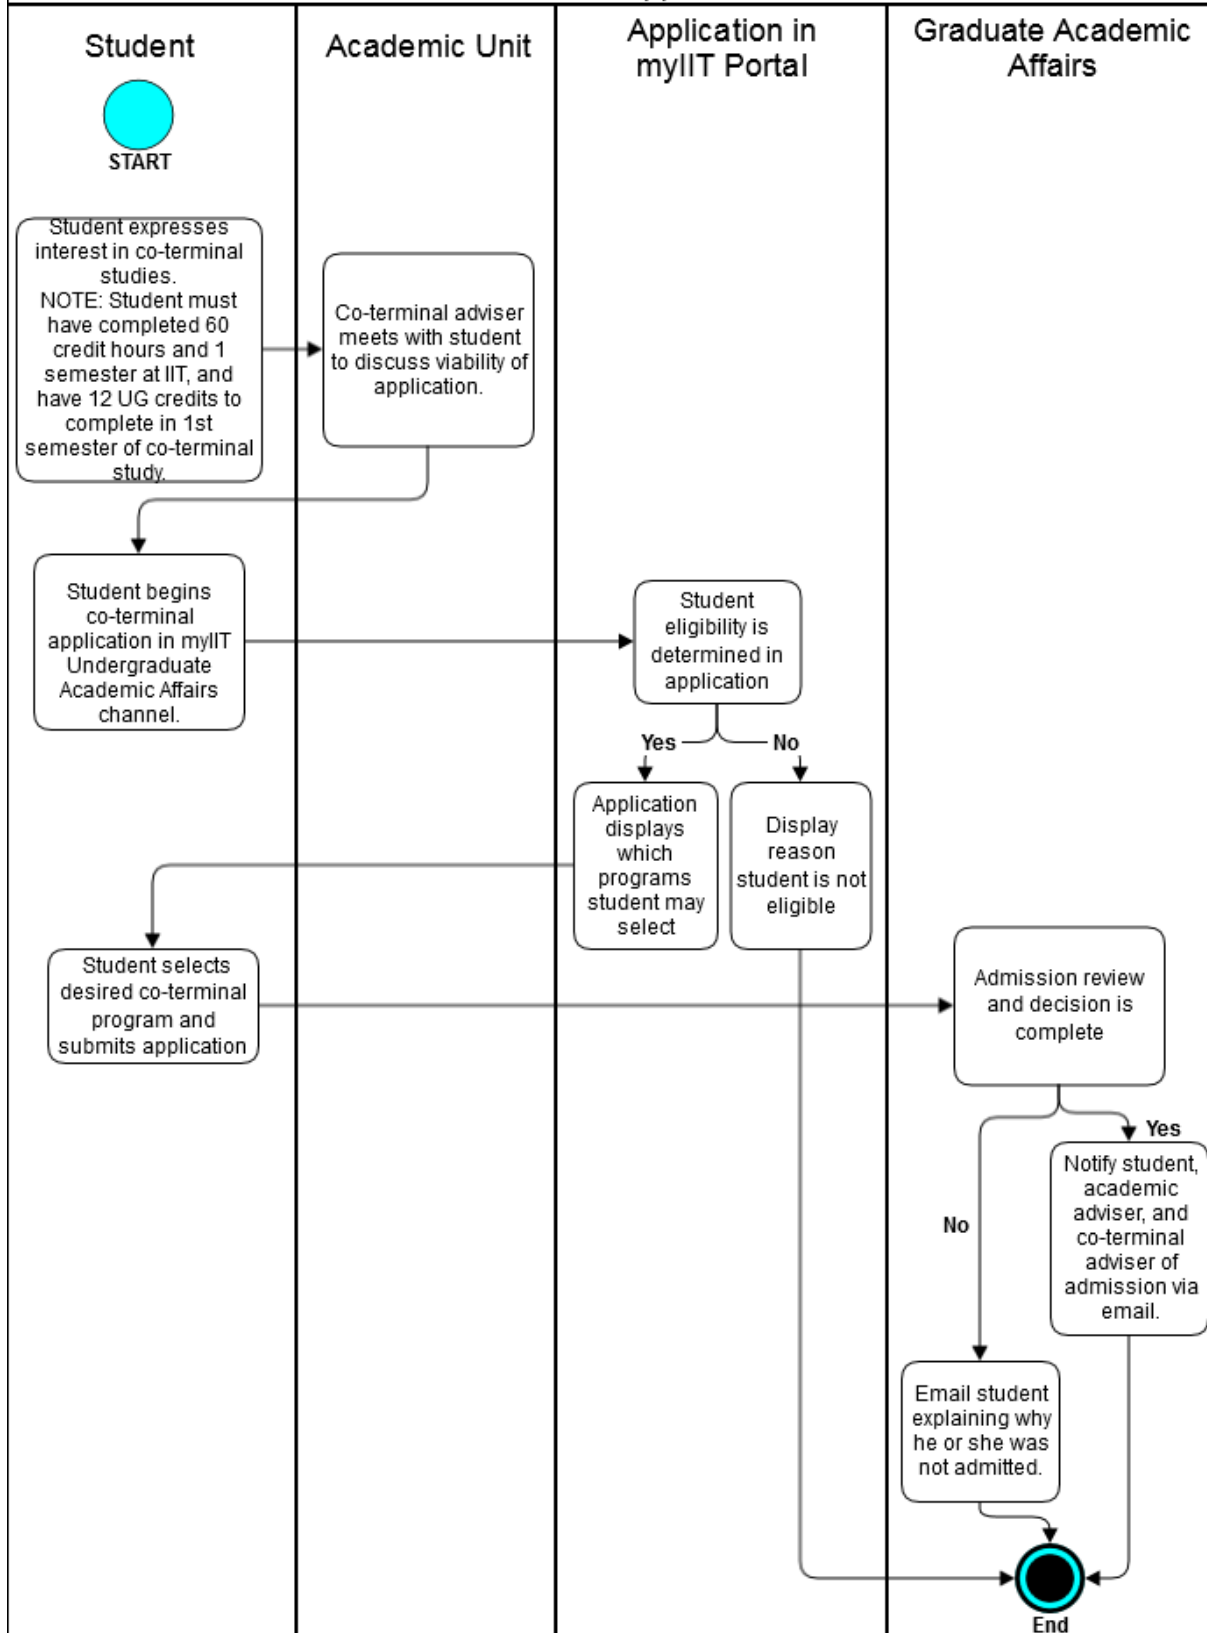 Student
Academic Unit
Application in
myIIT Portal
Graduate Academic
Affairs
START
Student expresses
interest in co-terminal
studies.
NOTE: Student must
have completed 60
credit hours and 1
semester at IIT, and
have 12 UG credits to
complete in 1st
semester of co-terminal
study.
Co-terminal adviser
meets with student
to discuss viability of
application.
Student begins
co-terminal
application in myIIT
Undergraduate
Academic Affairs
channel.
Student
eligibility is
determined in
application
Yes
No
Application
displays
which
programs
student may
select
Display
reason
student is not
eligible
Student selects
desired co-terminal
program and
submits application
Admission review
and decision is
complete
Yes
No
Notify student,
academic
adviser, and
co-terminal
adviser of
admission via
email.
Email student
explaining why
he or she was
not admitted.
End